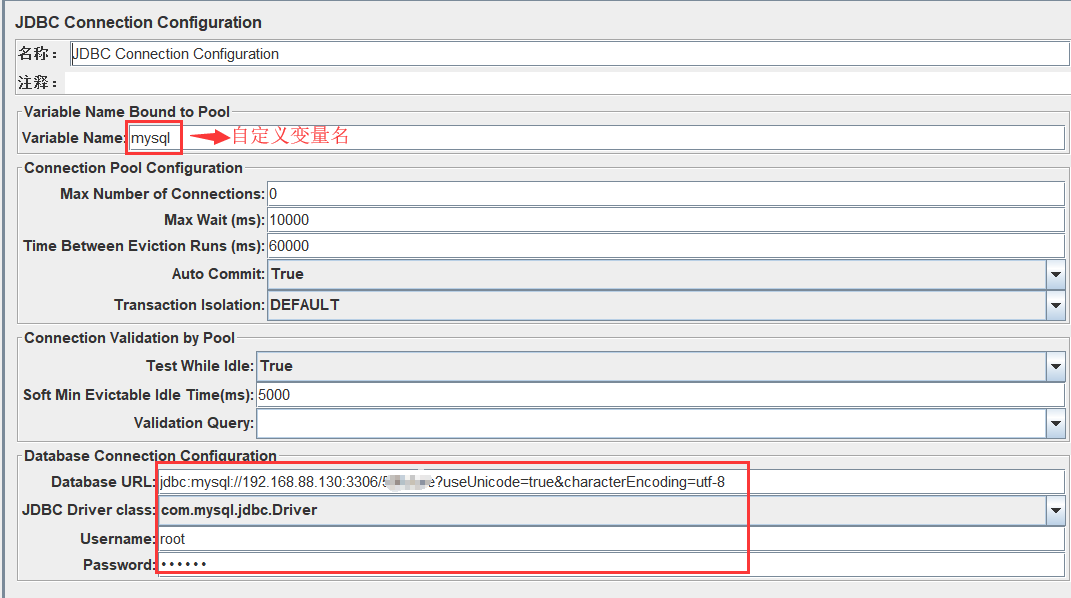 JDBC Connection Configuration
名称： JDBC Connection Configuration
注释：
Variable Name Bound to Pool
Variable Name: mysql 自定义变量名
Connection Pool Configuration
Max Number of Connections: 0
Max Wait (ms): 10000
Time Between Eviction Runs (ms): 60000
Auto Commit: True
Transaction Isolation: DEFAULT
Connection Validation by Pool
Test While Idle: True
Soft Min Evictable Idle Time(ms): 5000
Validation Query:
Database Connection Configuration
Database URL: jdbc:mysql://192.168.88.130:3306/ ?useUnicode=true&characterEncoding=utf-8
JDBC Driver class: com.mysql.jdbc.Driver
Username: root
Password: ••••••